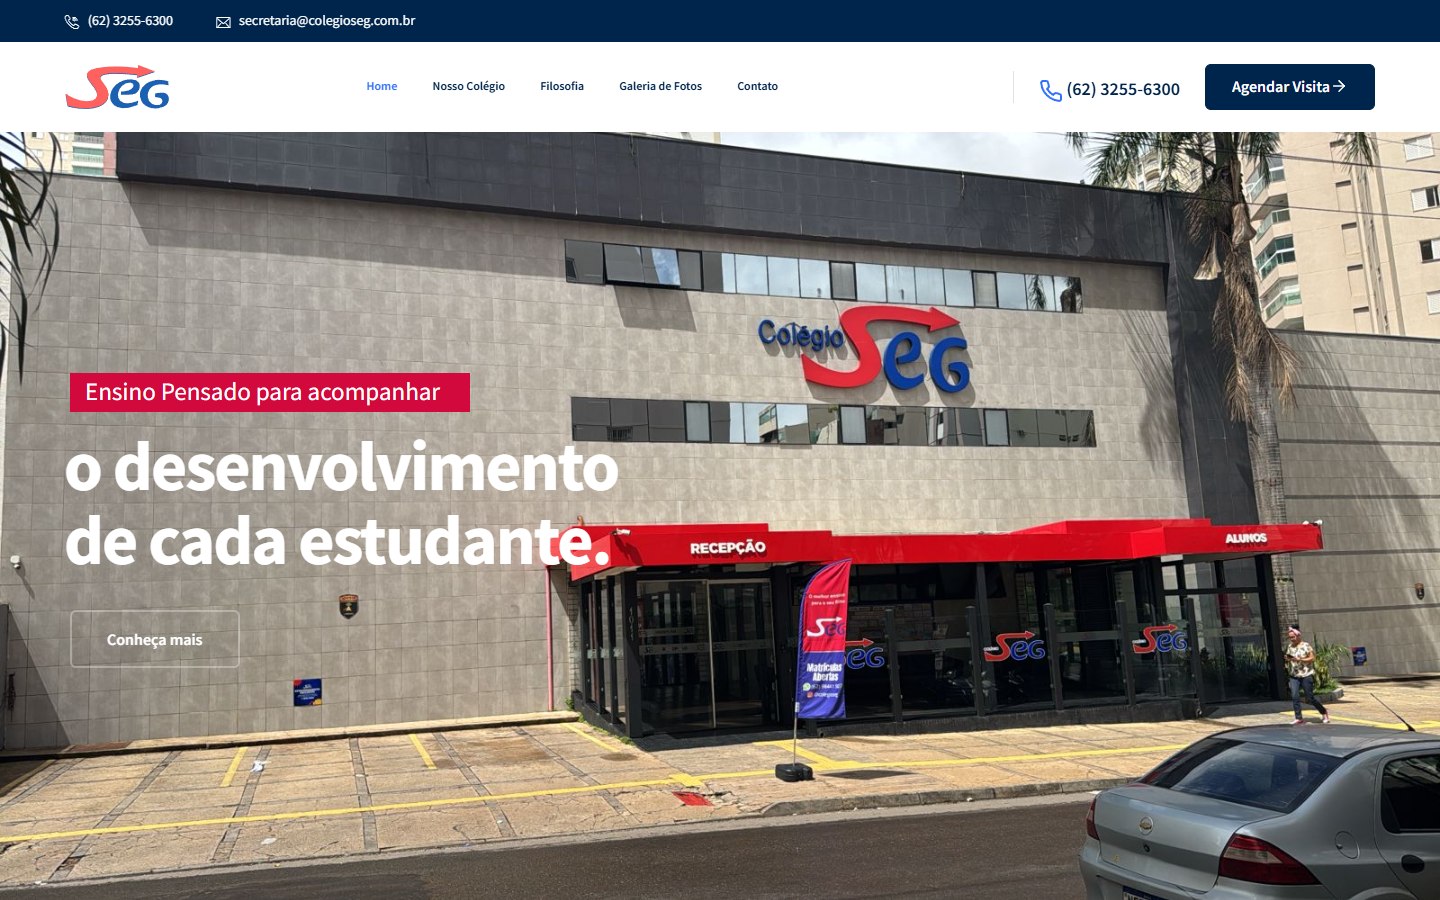 (62) 3255-6300
secretaria@colegioseg.com.br
SeG
Home
Nosso Colégio
Filosofia
Galeria de Fotos
Contato
(62) 3255-6300
Agendar Visita
Colégio SeG
Ensino Pensado para acompanhar
o desenvolvimento
de cada estudante.
Conheça mais
RECEPÇÃO
ALUNOS
SeG
Matrículas
Abertas
SeG
SeG
SeG